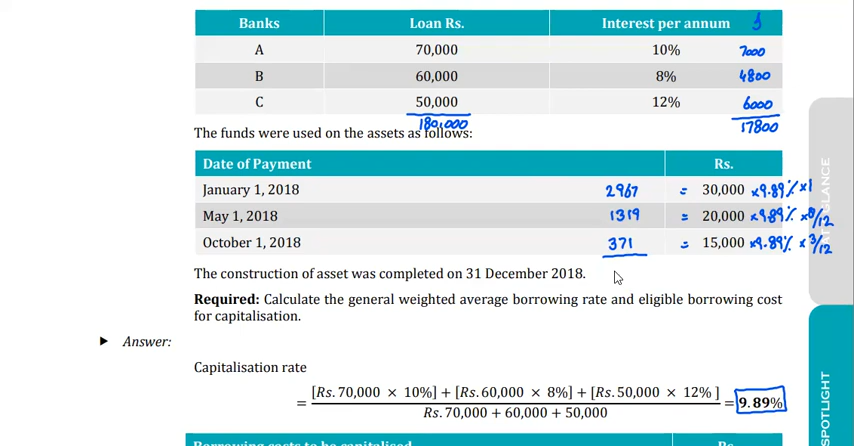 Banks Loan Rs. Interest per annum I
A 70,000 10% 7000
B 60,000 8% 4800
C 50,000 12% 6000
180,000 17800
The funds were used on the assets as follows:
Date of Payment Rs.
January 1, 2018 2967 = 30,000 ×9.89% ×1
May 1, 2018 1319 = 20,000 ×9.89% × 8/12
October 1, 2018 371 = 15,000 ×9.89% × 3/12
The construction of asset was completed on 31 December 2018.
Required: Calculate the general weighted average borrowing rate and eligible borrowing cost
for capitalisation.
Answer:
Capitalisation rate
= [Rs. 70,000 × 10%] + [Rs. 60,000 × 8%] + [Rs. 50,000 × 12% ] / Rs. 70,000 + 60,000 + 50,000 = 9.89%
Borrowing costs to be capitalised Rs.
GLANCE
SPOTLIGHT